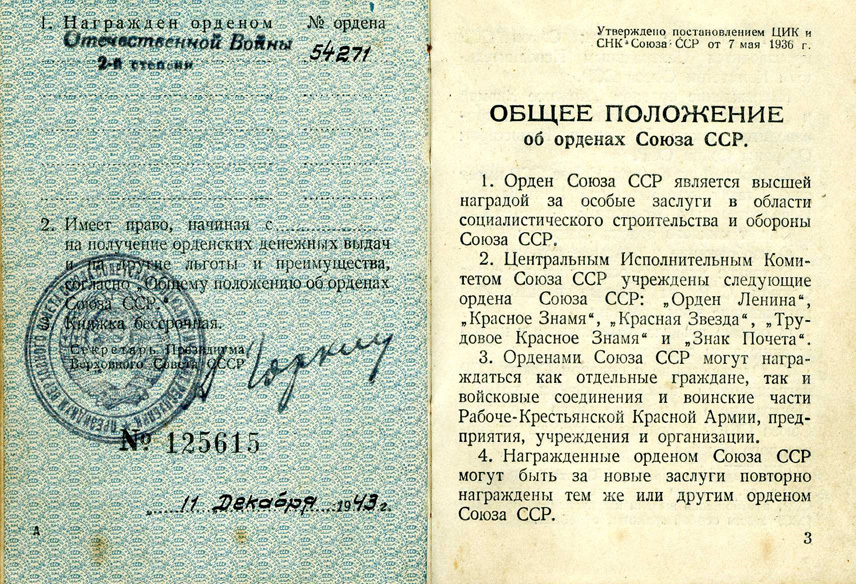 1. Награжден орденом № ордена
Отечественной Войны 54271
2-й степени
2. Имеет право, начиная с
на получение орденских денежных выдач
и на другие льготы и преимущества,
согласно „Общему положению об орденах
Союза ССР.
Книжка бессрочная.
Секретарь Президиума
Верховного Совета СССР
№ 125615
„ 11 Декабря 1943 г.
А
Утверждено постановлением ЦИК и
СНК Союза ССР от 7 мая 1936 г.
ОБЩЕЕ ПОЛОЖЕНИЕ
об орденах Союза ССР.
1. Орден Союза ССР является высшей
наградой за особые заслуги в области
социалистического строительства и обороны
Союза ССР.
2. Центральным Исполнительным Коми-
тетом Союза ССР учреждены следующие
ордена Союза ССР: „Орден Ленина“,
„Красное Знамя“, „Красная Звезда“, „Тру-
довое Красное Знамя“ и „Знак Почета“.
3. Орденами Союза ССР могут награ-
ждаться как отдельные граждане, так и
войсковые соединения и воинские части
Рабоче-Крестьянской Красной Армии, пред-
приятия, учреждения и организации.
4. Награжденные орденом Союза ССР
могут быть за новые заслуги повторно
награждены тем же или другим орденом
Союза ССР.
3